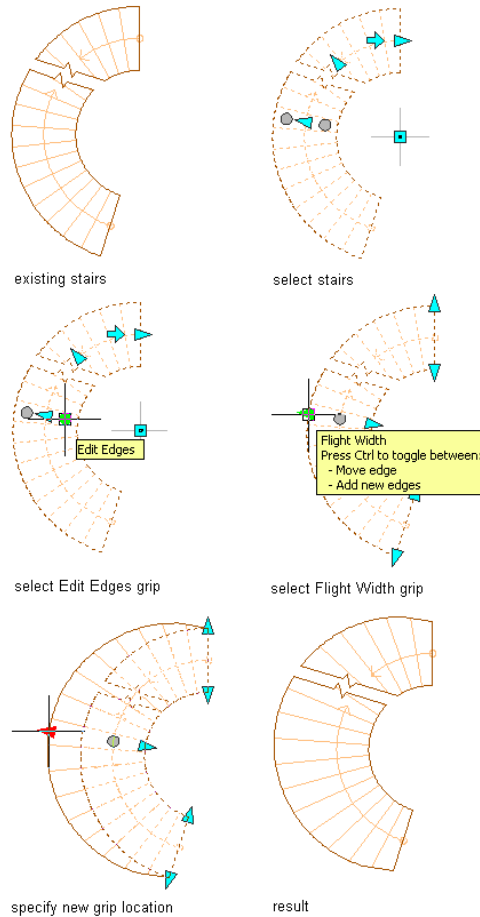 existing stairs
select stairs
Edit Edges
Flight Width
Press Ctrl to toggle between:
- Move edge
- Add new edges
select Edit Edges grip
select Flight Width grip
specify new grip location
result